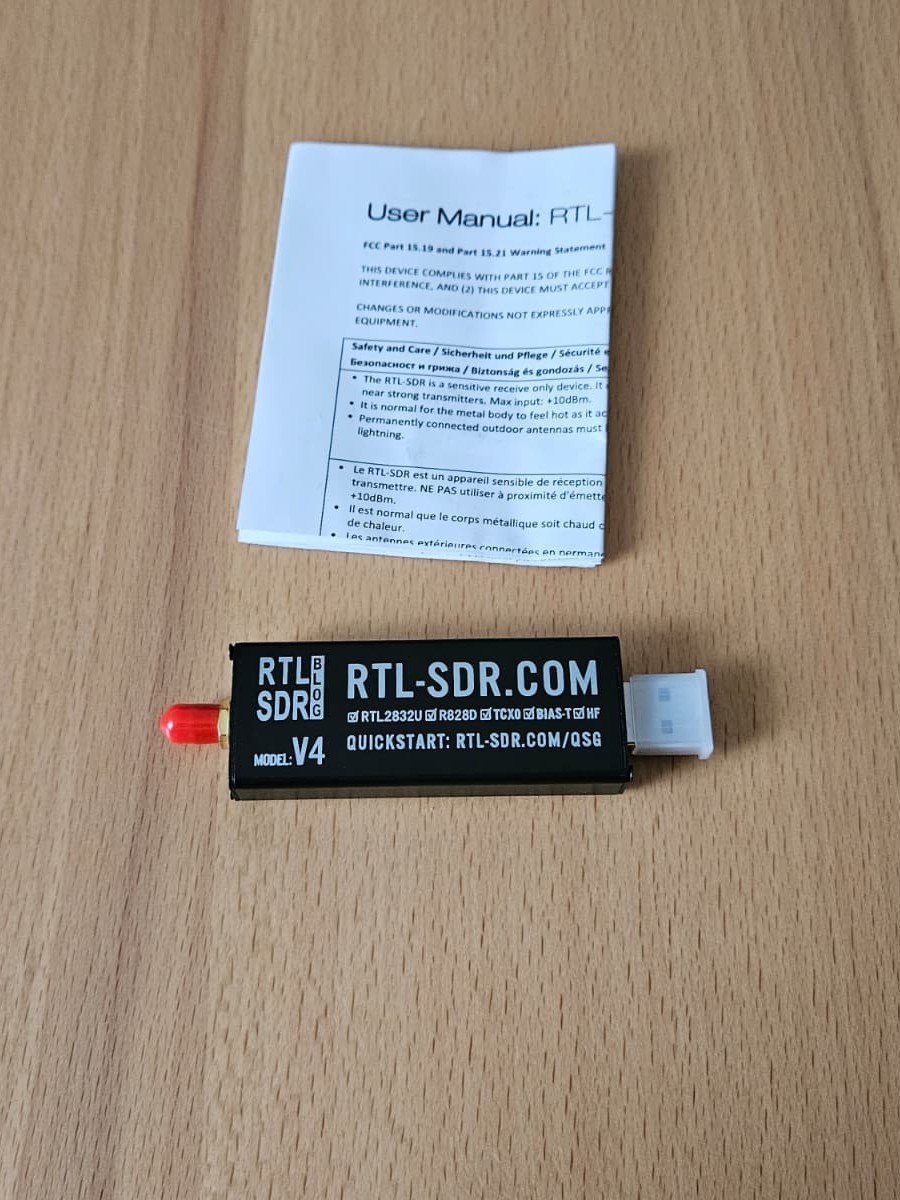 User Manual: RTL-
FCC Part 15.19 and Part 15.21 Warning Statement
THIS DEVICE COMPLIES WITH PART 15 OF THE FCC
INTERFERENCE, AND (2) THIS DEVICE MUST ACCEPT
CHANGES OR MODIFICATIONS NOT EXPRESSLY
EQUIPMENT.
Safety and Care / Sicherheit und Pflege / Sécurité
Безопасност и грижа / Biztonság és gondozás /
• The RTL-SDR is a sensitive receive only device. It
near strong transmitters. Max input: +10dBm.
• It is normal for the metal body to feel hot as it
• Permanently connected outdoor antennas must
lightning.
• Le RTL-SDR est un appareil sensible de réception
transmettre. NE PAS utiliser à proximité
+10dBm.
• Il est normal que le corps métallique soit chaud
de chaleur.
• Les antennes extérieures connectées en
RTL
SDR
BLOG
MODEL: V4
RTL-SDR.COM
☑ RTL2832U ☑ R828D ☑ TCXO ☑ BIAS-T ☑ HF
QUICKSTART: RTL-SDR.COM/QSG